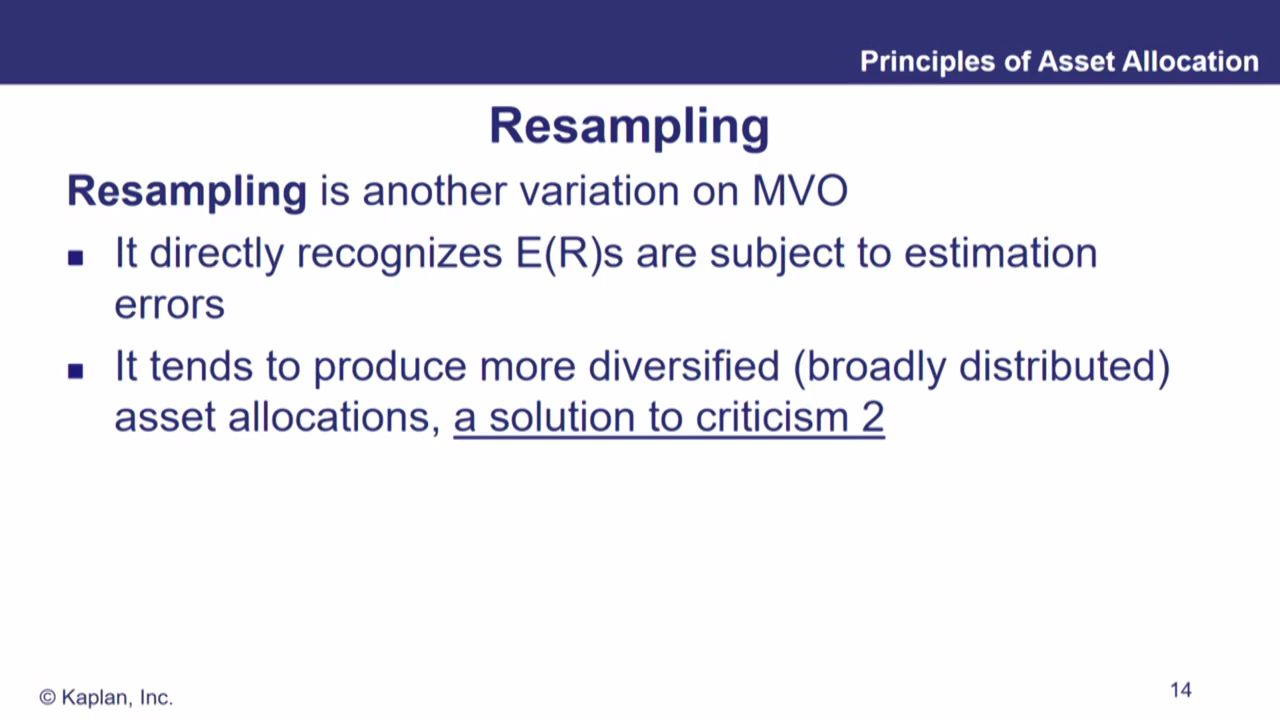 Principles of Asset Allocation
Resampling
Resampling is another variation on MVO
■ It directly recognizes E(R)s are subject to estimation
errors
■ It tends to produce more diversified (broadly distributed)
asset allocations, a solution to criticism 2
© Kaplan, Inc.
14